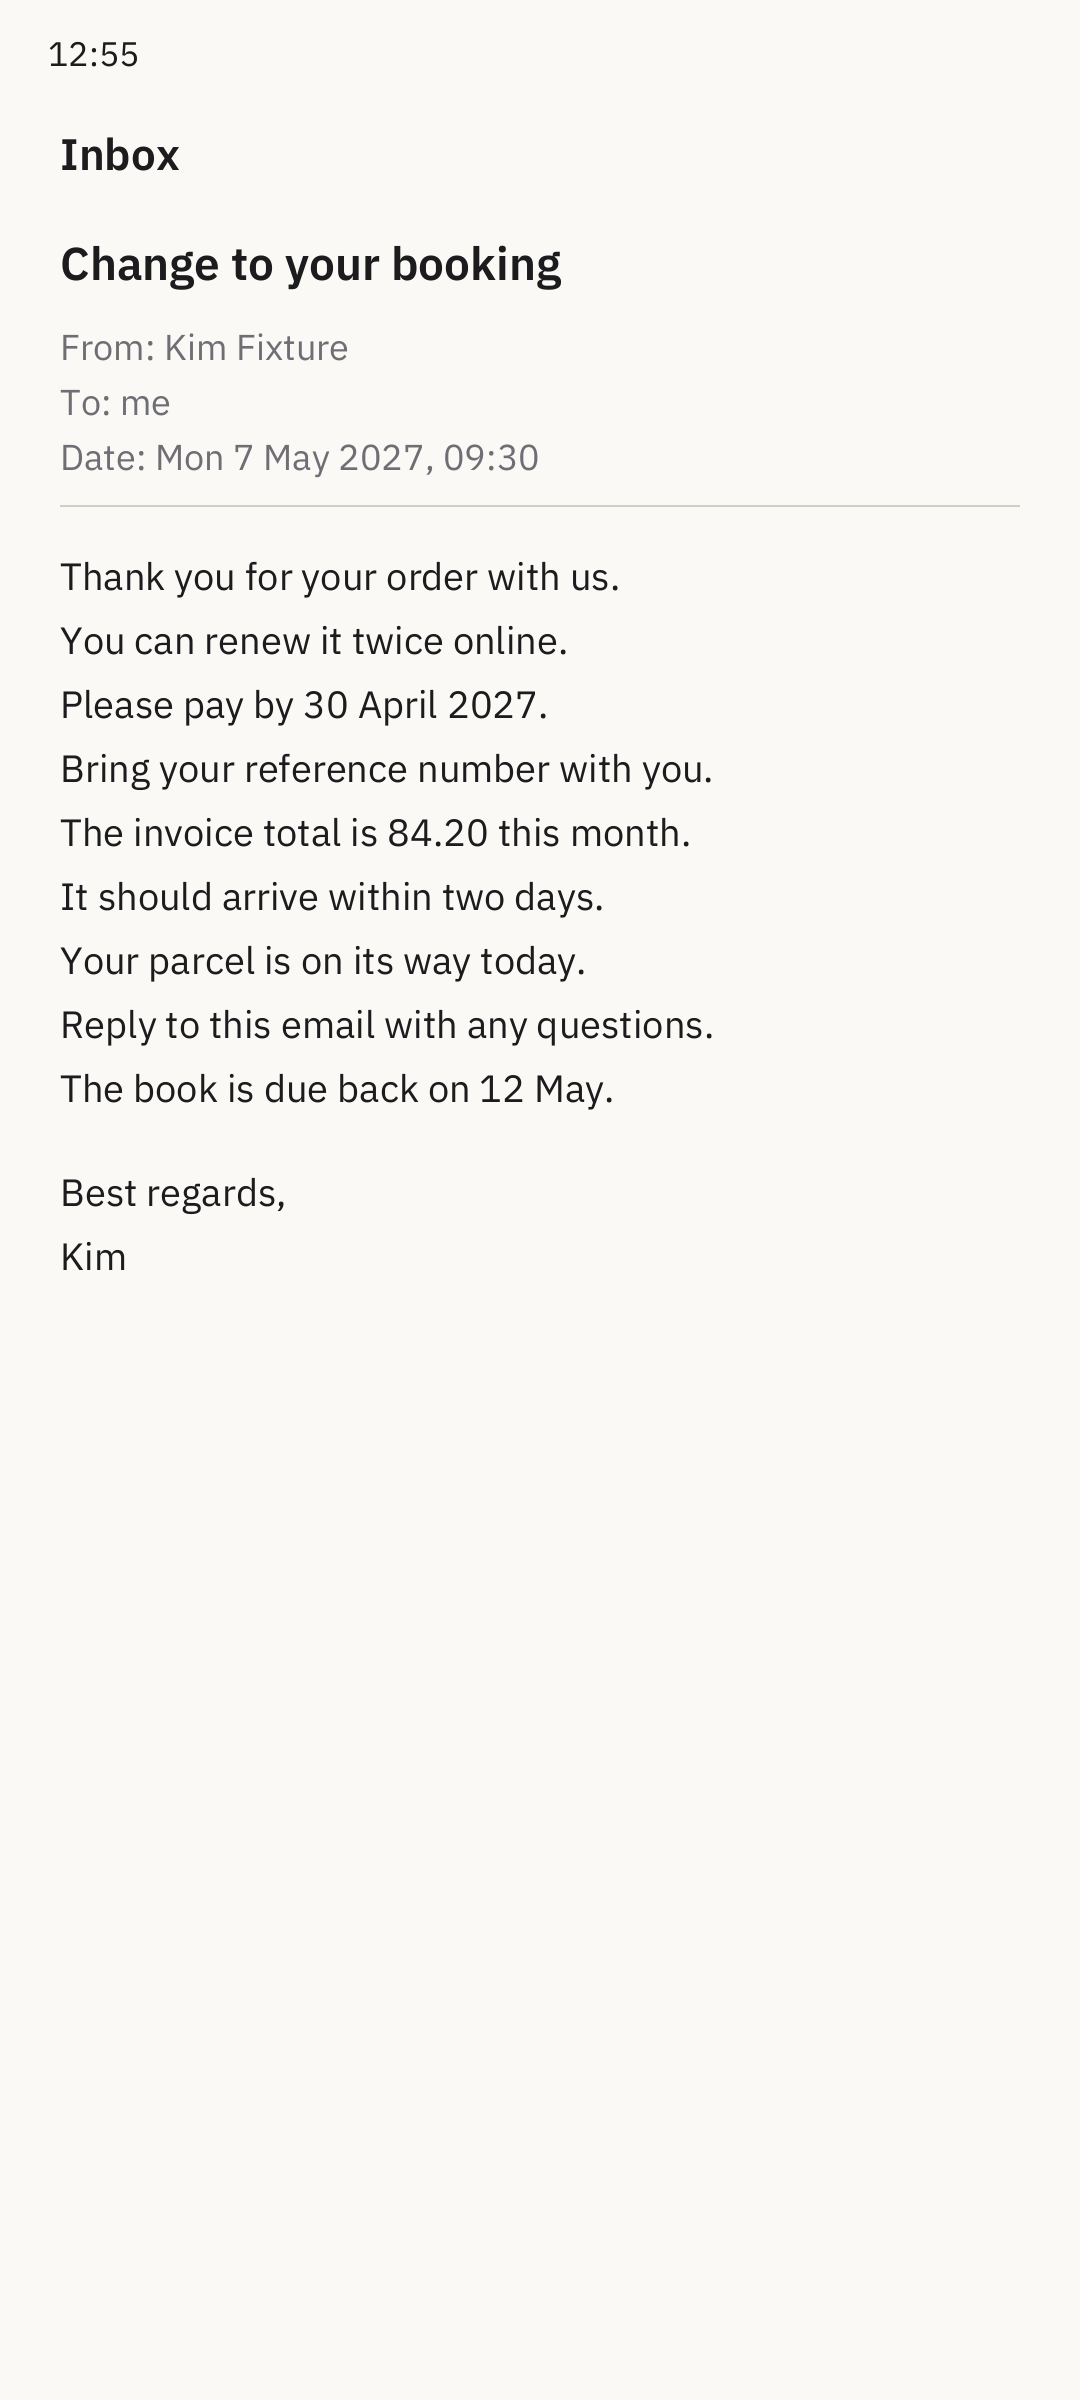 12:55
Inbox
Change to your booking
From: Kim Fixture
To: me
Date: Mon 7 May 2027, 09:30
Thank you for your order with us.
You can renew it twice online.
Please pay by 30 April 2027.
Bring your reference number with you.
The invoice total is 84.20 this month.
It should arrive within two days.
Your parcel is on its way today.
Reply to this email with any questions.
The book is due back on 12 May.
Best regards,
Kim